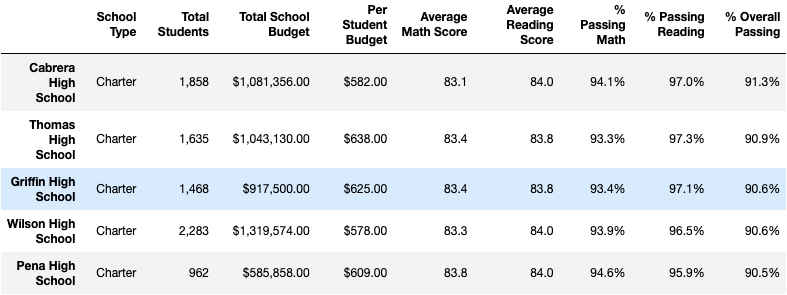 School Type Total Students Total School Budget Per Student Budget Average Math Score Average Reading Score % Passing Math % Passing Reading % Overall Passing
Cabrera High School Charter 1,858 $1,081,356.00 $582.00 83.1 84.0 94.1% 97.0% 91.3%
Thomas High School Charter 1,635 $1,043,130.00 $638.00 83.4 83.8 93.3% 97.3% 90.9%
Griffin High School Charter 1,468 $917,500.00 $625.00 83.4 83.8 93.4% 97.1% 90.6%
Wilson High School Charter 2,283 $1,319,574.00 $578.00 83.3 84.0 93.9% 96.5% 90.6%
Pena High School Charter 962 $585,858.00 $609.00 83.8 84.0 94.6% 95.9% 90.5%